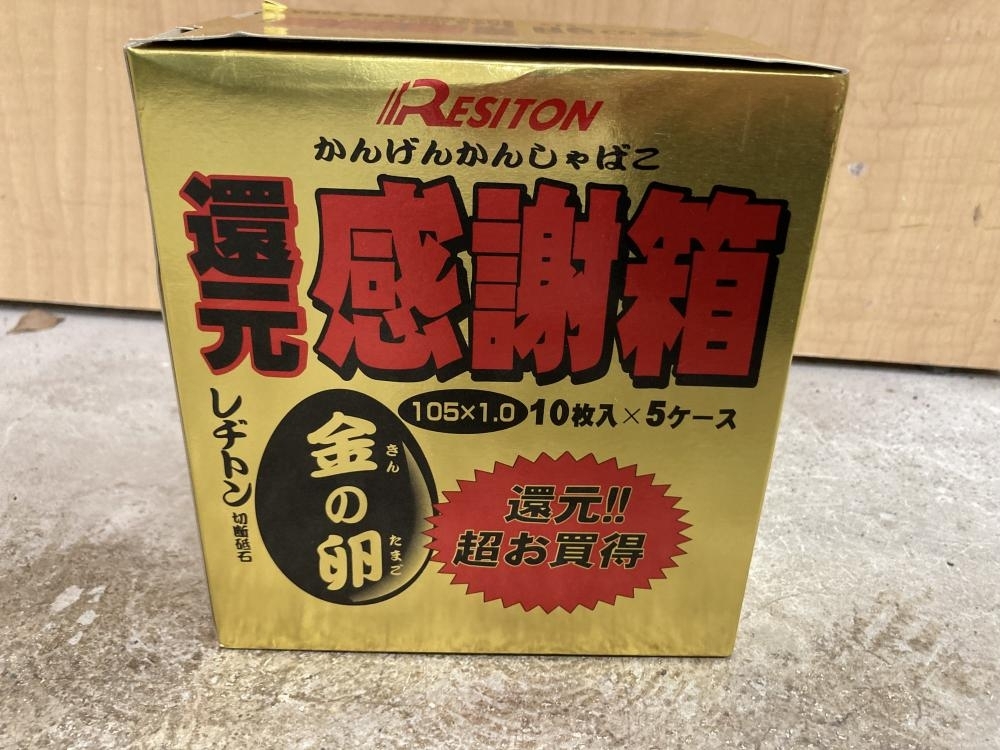 RESITON
かんげんかんしゃばこ
還元
感謝箱
105×1.0 10枚入×5ケース
レヂトン
切断砥石
金の卵
きん
たまご
還元!!
超お買得